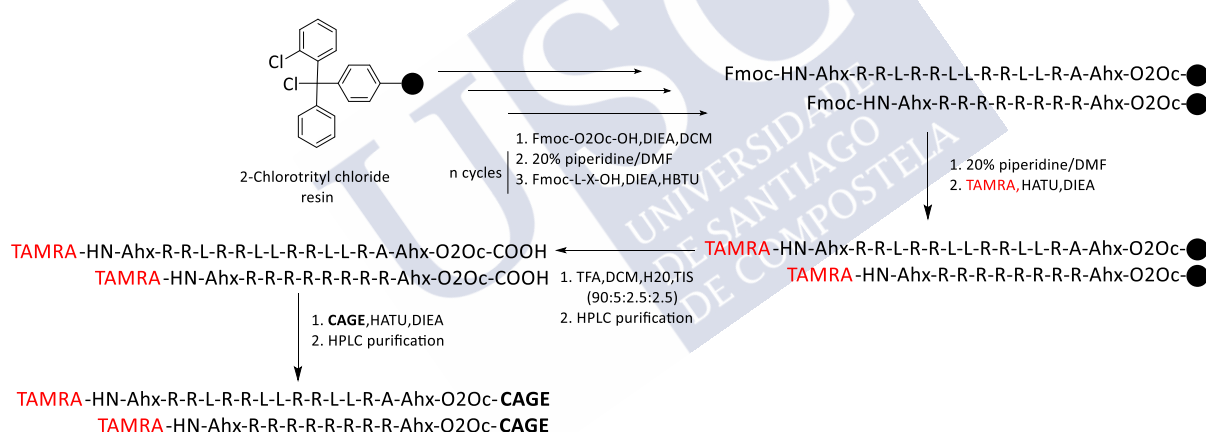 Cl
Cl
2-Chlorotrityl chloride
resin
n cycles
1. Fmoc-O2Oc-OH,DIEA,DCM
2. 20% piperidine/DMF
3. Fmoc-L-X-OH,DIEA,HBTU
Fmoc-HN-Ahx-R-R-L-R-R-L-L-R-R-L-L-R-A-Ahx-O2Oc-
Fmoc-HN-Ahx-R-R-R-R-R-R-R-R-Ahx-O2Oc-
1. 20% piperidine/DMF
2. TAMRA,HATU,DIEA
TAMRA-HN-Ahx-R-R-L-R-R-L-L-R-R-L-L-R-A-Ahx-O2Oc-
TAMRA-HN-Ahx-R-R-R-R-R-R-R-R-Ahx-O2Oc-
1. TFA,DCM,H20,TIS
(90:5:2.5:2.5)
2. HPLC purification
TAMRA-HN-Ahx-R-R-L-R-R-L-L-R-R-L-L-R-A-Ahx-O2Oc-COOH
TAMRA-HN-Ahx-R-R-R-R-R-R-R-R-Ahx-O2Oc-COOH
1. CAGE,HATU,DIEA
2. HPLC purification
TAMRA-HN-Ahx-R-R-L-R-R-L-L-R-R-L-L-R-A-Ahx-O2Oc-CAGE
TAMRA-HN-Ahx-R-R-R-R-R-R-R-R-Ahx-O2Oc-CAGE
USC
UNIVERSIDADE
DE SANTIAGO
DE COMPOSTELA